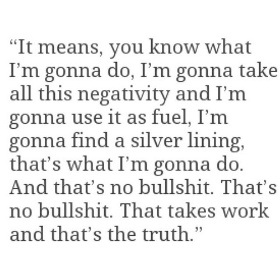 “It means, you know what
I’m gonna do, I’m gonna take
all this negativity and I’m
gonna use it as fuel, I’m
gonna find a silver lining,
that’s what I’m gonna do.
And that’s no bullshit. That’s
no bullshit. That takes work
and that’s the truth.”